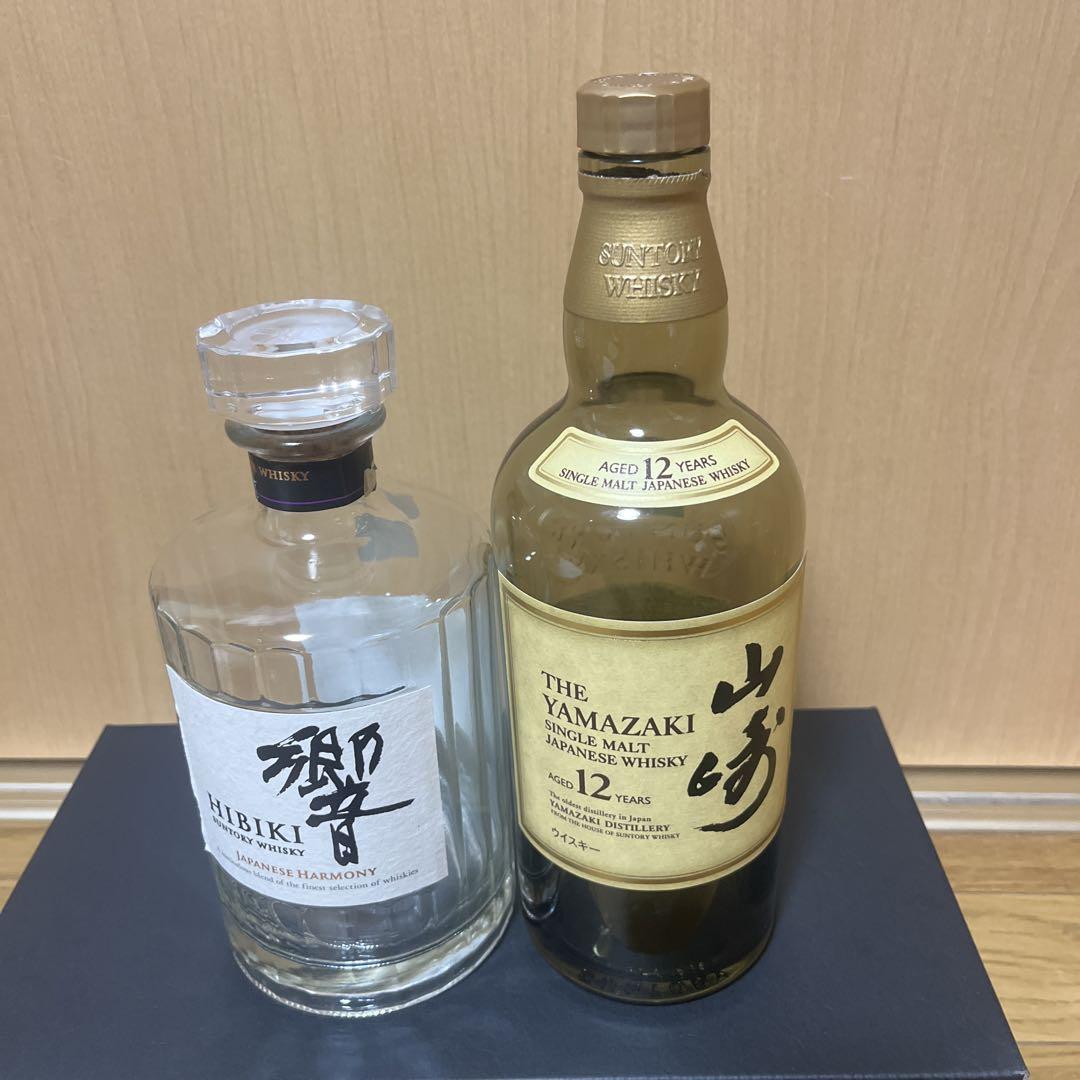 WHISKY
響
HIBIKI
SUNTORY WHISKY
JAPANESE HARMONY
blend of the finest selection of whiskies
SUNTORY
WHISKY
AGED 12 YEARS
SINGLE MALT JAPANESE WHISKY
THE
YAMAZAKI
SINGLE MALT
JAPANESE WHISKY
AGED 12 YEARS
The oldest distillery in Japan
YAMAZAKI DISTILLERY
FROM THE HOUSE OF SUNTORY WHISKY
ウイスキー
山崎